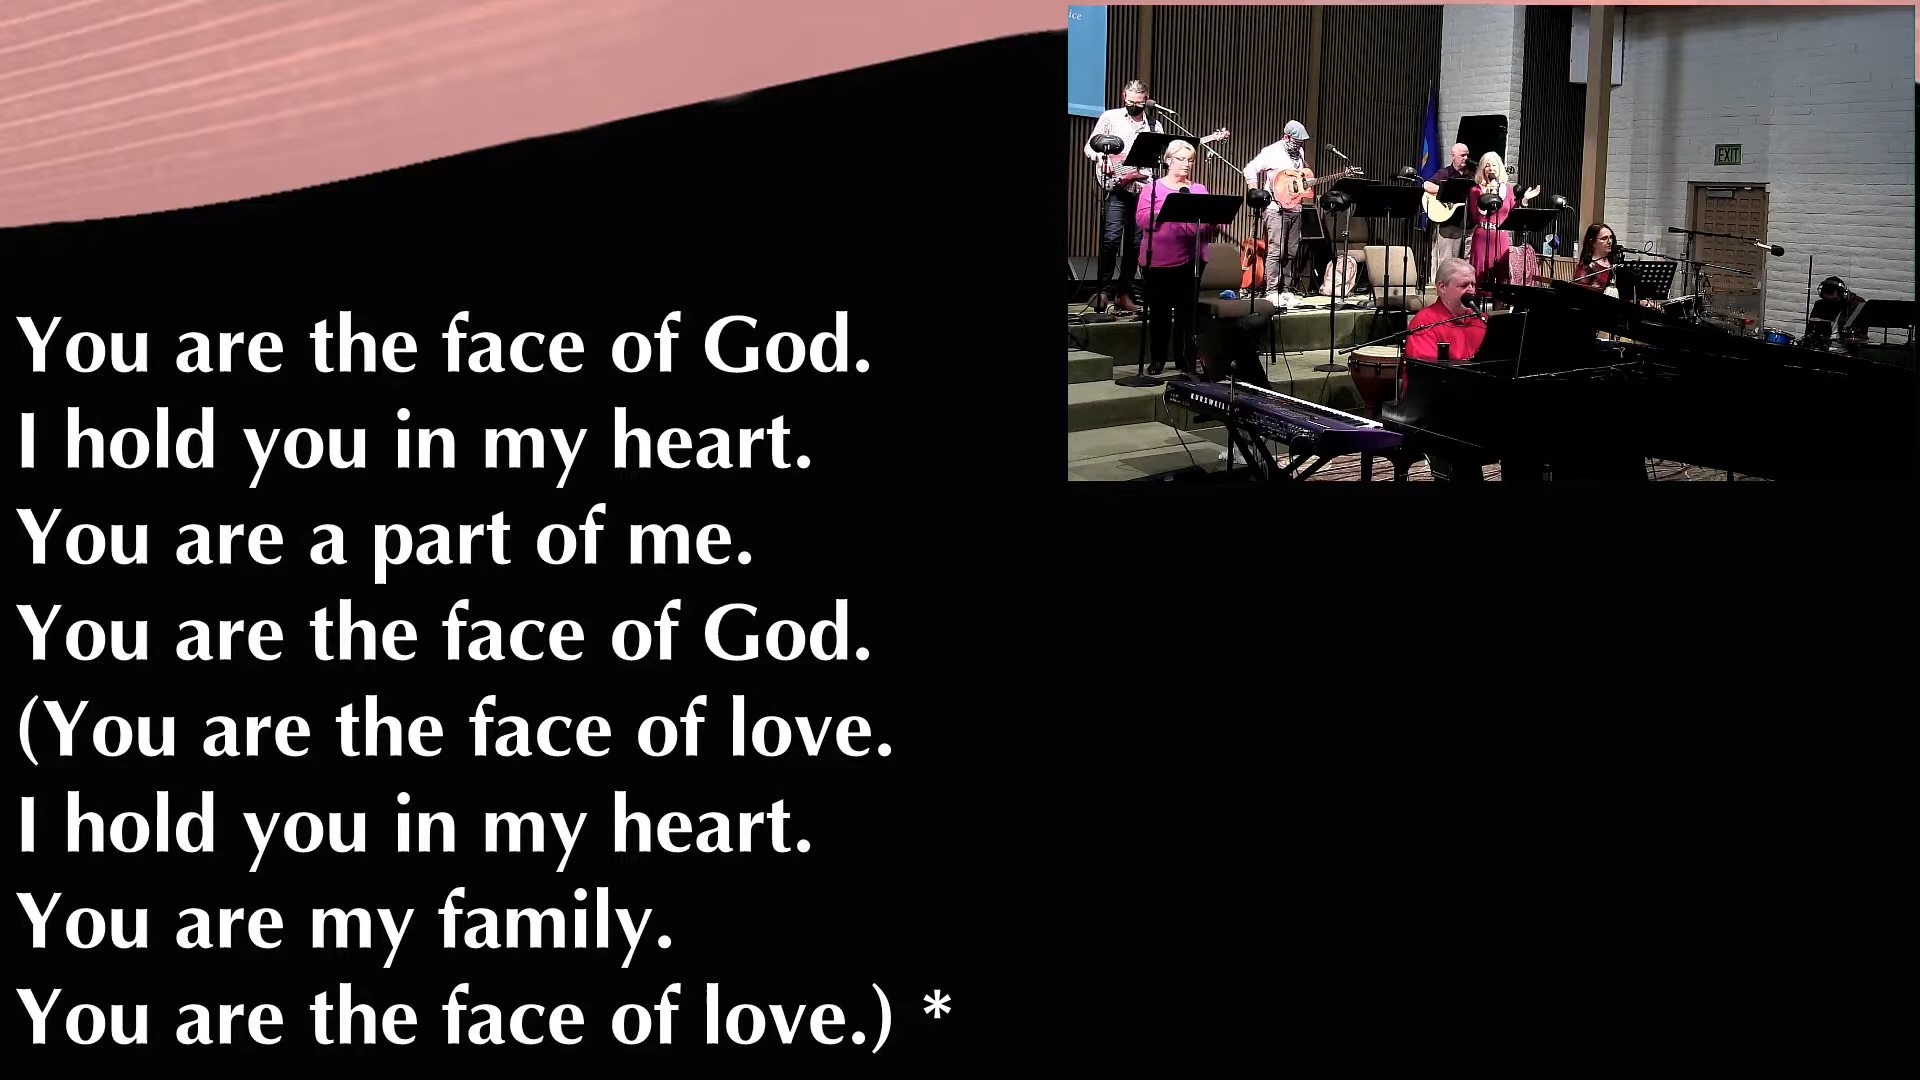 You are the face of God.
I hold you in my heart.
You are a part of me.
You are the face of God.
(You are the face of love.
I hold you in my heart.
You are my family.
You are the face of love.) *
ice
EXIT
KURZWEIL